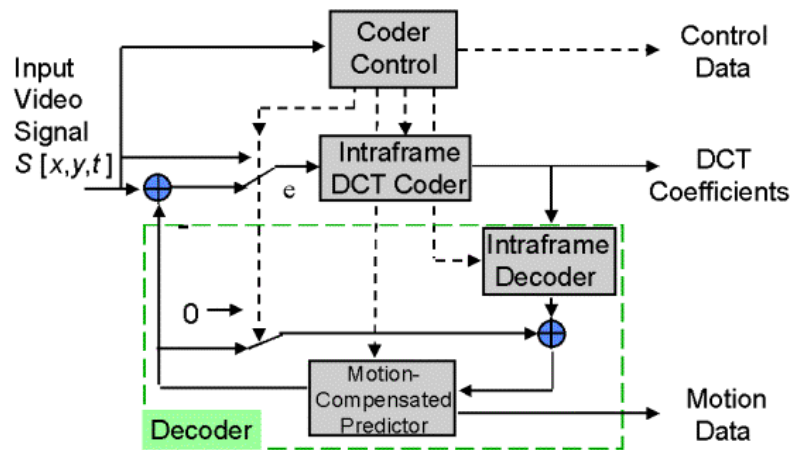 Coder
Control
Control
Data
Input
Video
Signal
S [x,y,t]
Intraframe
DCT Coder
DCT
Coefficients
e
-
Intraframe
Decoder
0
Motion-
Compensated
Predictor
Motion
Data
Decoder